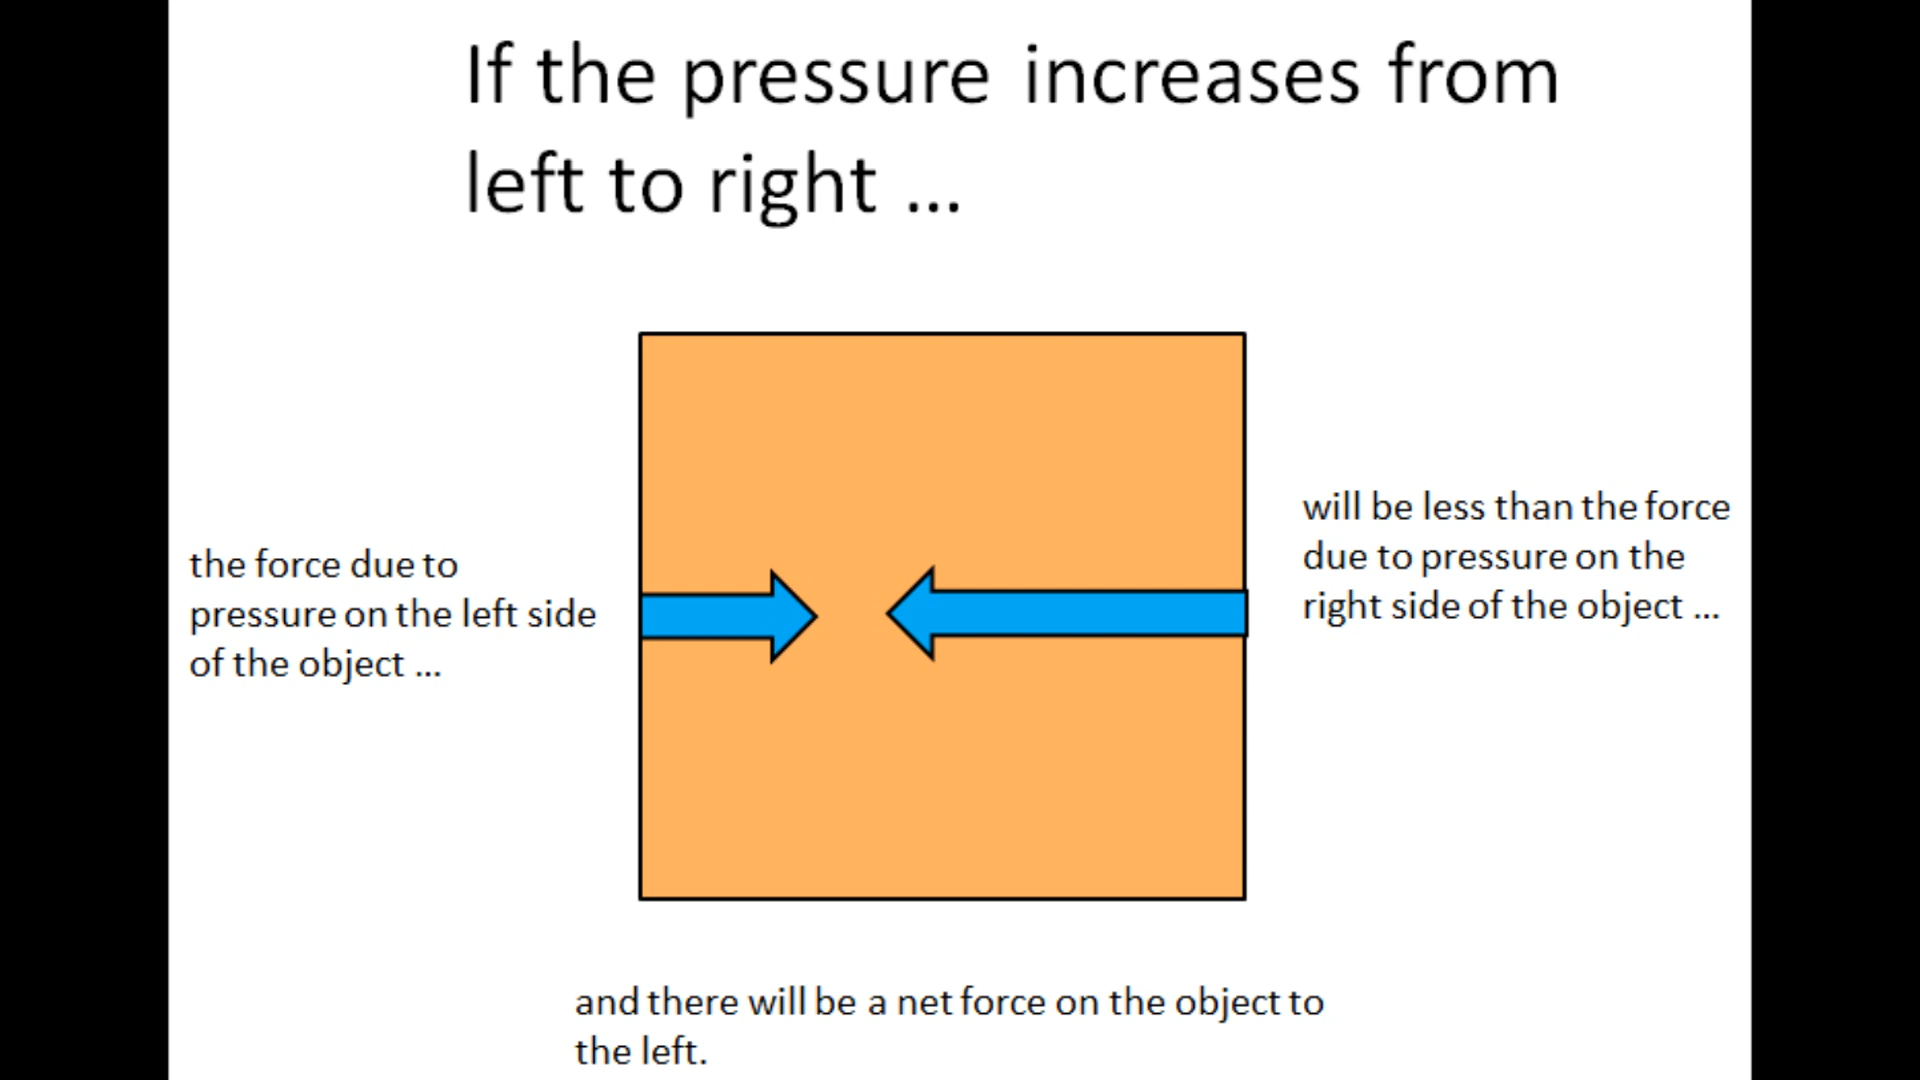 If the pressure increases from
left to right ...
the force due to
pressure on the left side
of the object ...
will be less than the force
due to pressure on the
right side of the object ...
and there will be a net force on the object to
the left.